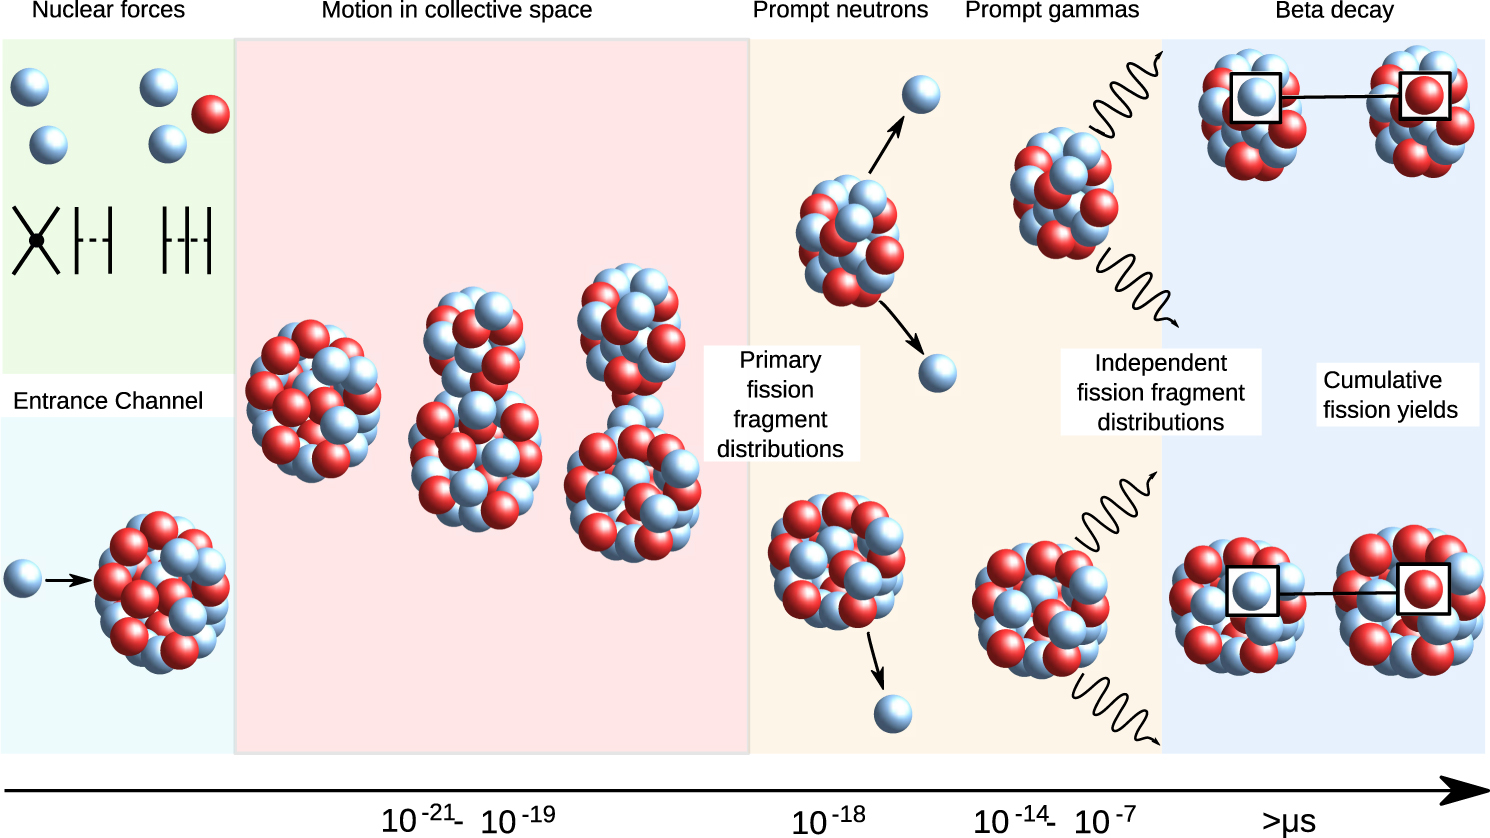 Nuclear forces
Motion in collective space
Prompt neutrons
Prompt gammas
Beta decay
Entrance Channel
Primary
fission
fragment
distributions
Independent
fission fragment
distributions
Cumulative
fission yields
10⁻²¹- 10⁻¹⁹
10⁻¹⁸
10⁻¹⁴- 10⁻⁷
>µs